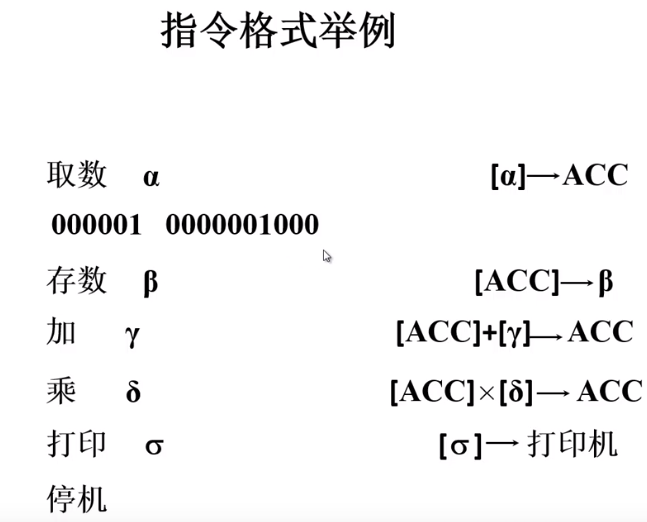 指令格式举例
取数 α [α]→ACC
000001 0000001000
存数 β [ACC]→β
加 γ [ACC]+[γ]→ACC
乘 δ [ACC]×[δ]→ACC
打印 σ [σ]→打印机
停机